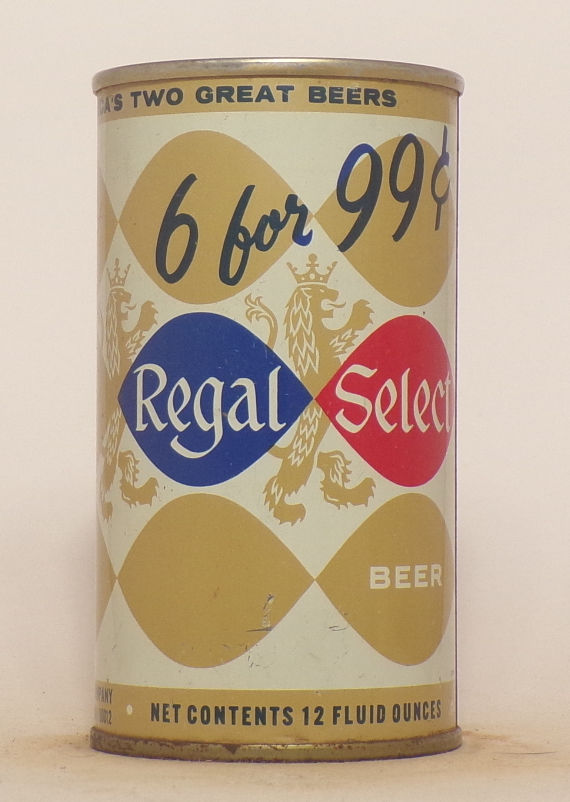 TWO GREAT BEERS
6 for 99¢
Regal Select
BEER
NET CONTENTS 12 FLUID OUNCES